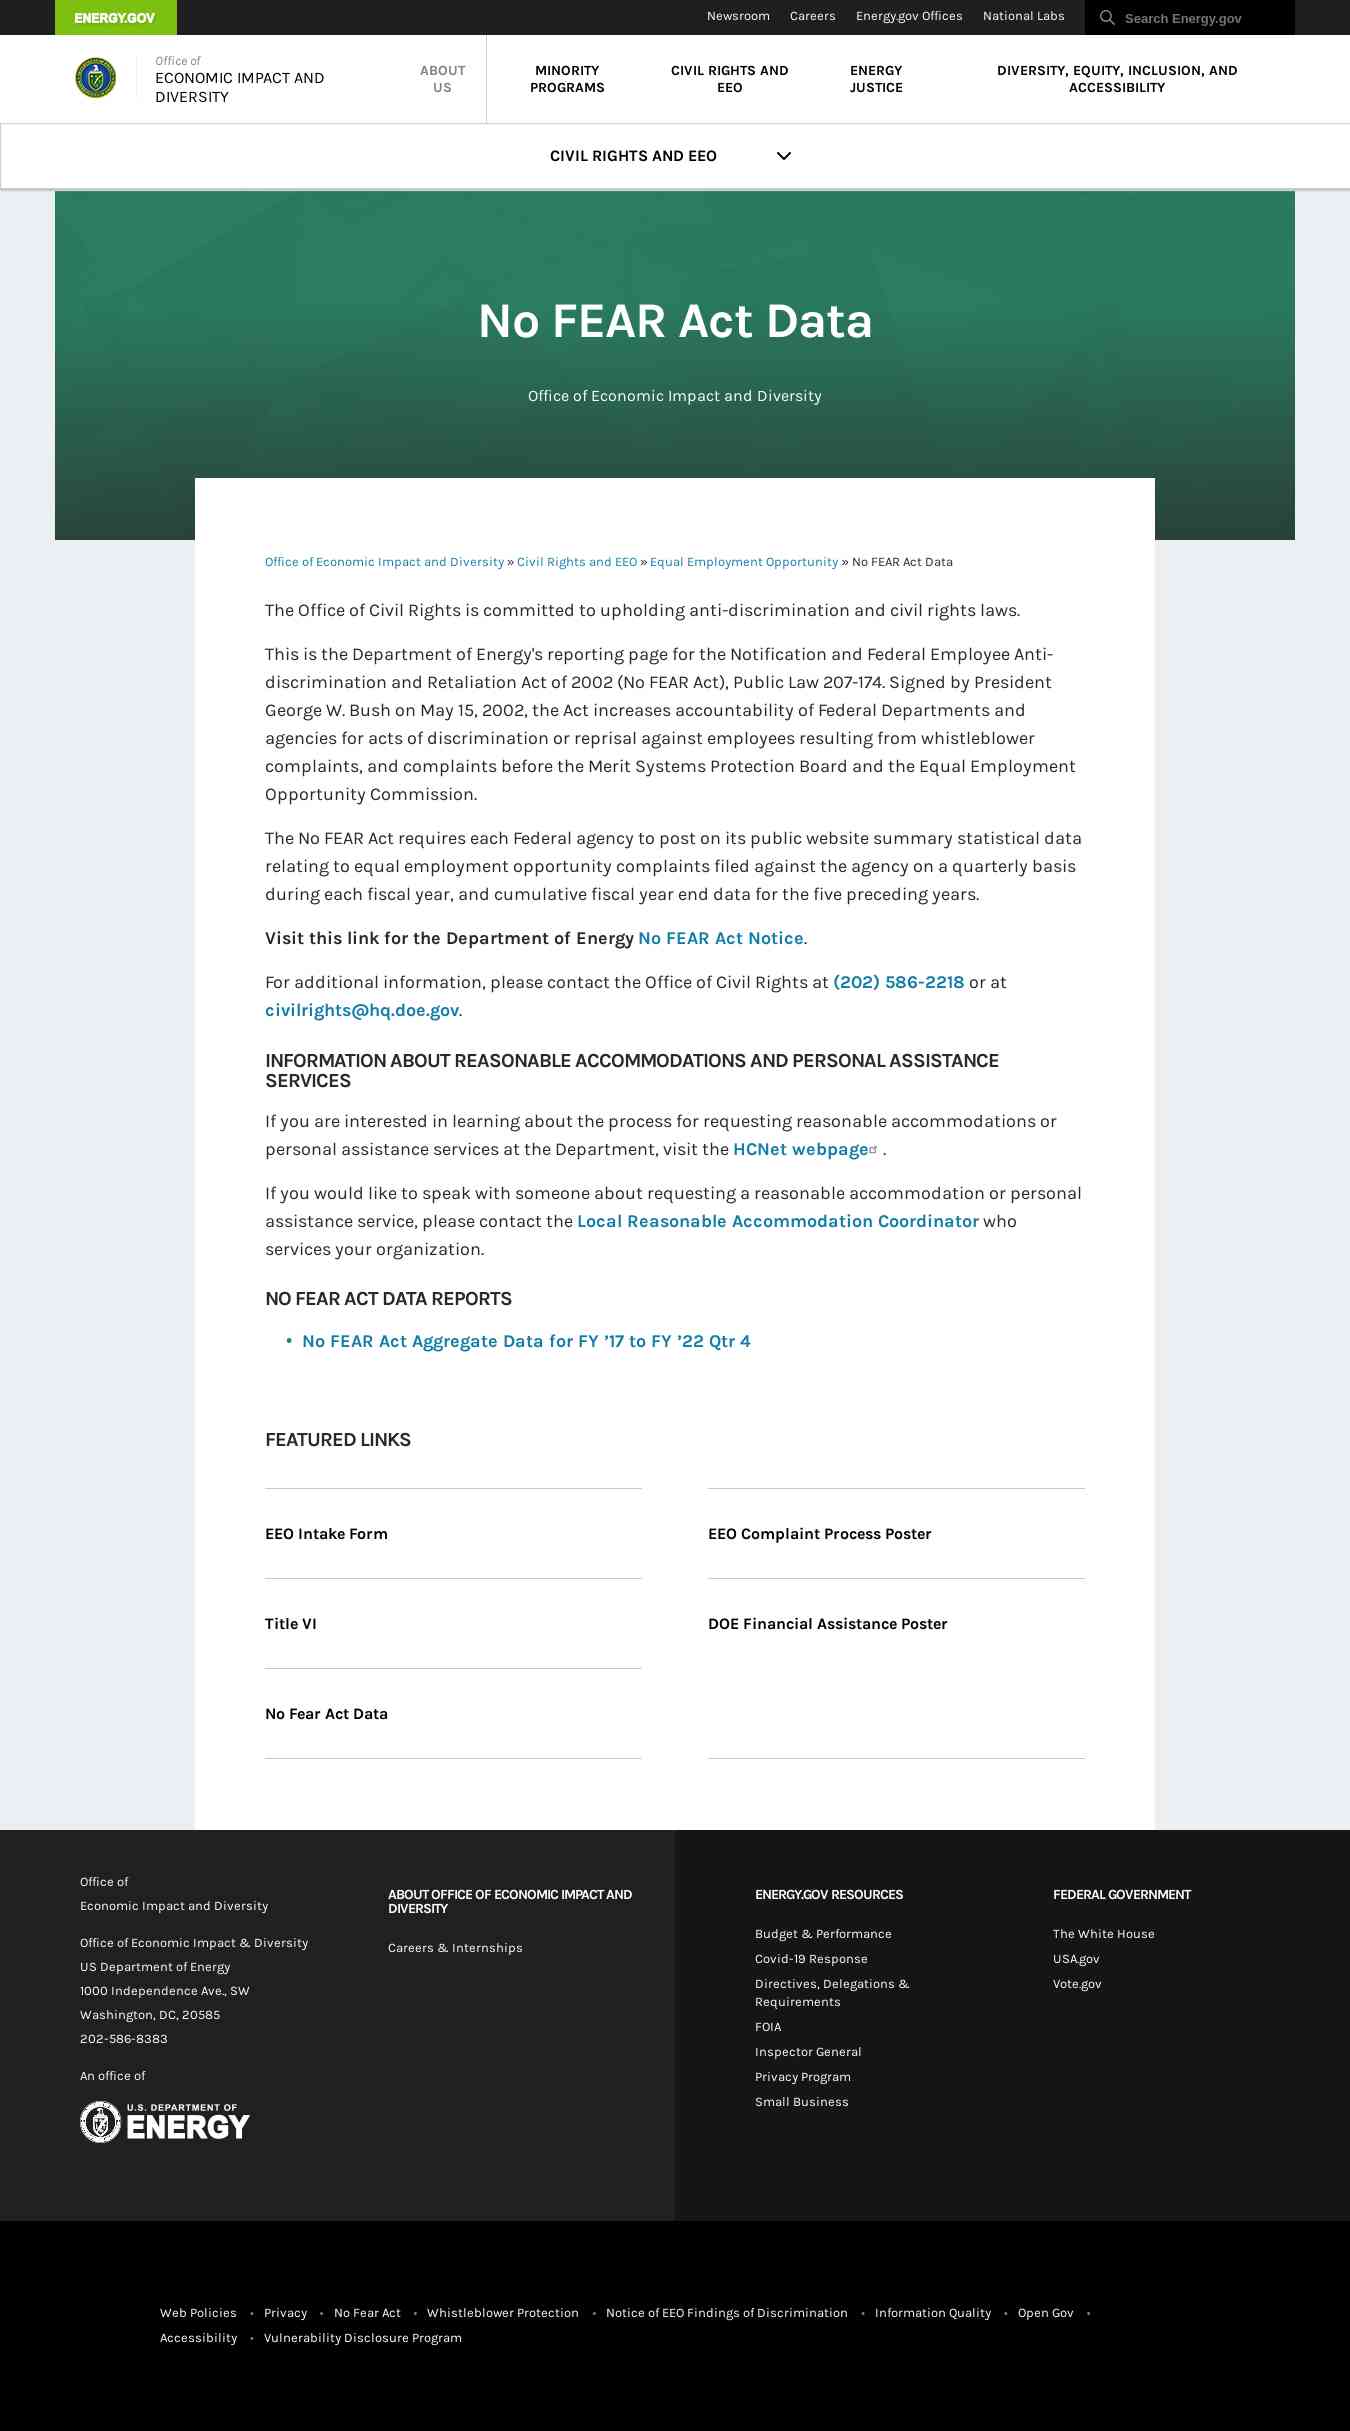 ENERGY.GOV
Newsroom Careers Energy.gov Offices National Labs Search Energy.gov
Office of
ECONOMIC IMPACT AND
DIVERSITY
ABOUT
US
MINORITY
PROGRAMS
CIVIL RIGHTS AND
EEO
ENERGY
JUSTICE
DIVERSITY, EQUITY, INCLUSION, AND
ACCESSIBILITY
CIVIL RIGHTS AND EEO
No FEAR Act Data
Office of Economic Impact and Diversity
Office of Economic Impact and Diversity » Civil Rights and EEO » Equal Employment Opportunity » No FEAR Act Data
The Office of Civil Rights is committed to upholding anti-discrimination and civil rights laws.
This is the Department of Energy's reporting page for the Notification and Federal Employee Anti-
discrimination and Retaliation Act of 2002 (No FEAR Act), Public Law 207-174. Signed by President
George W. Bush on May 15, 2002, the Act increases accountability of Federal Departments and
agencies for acts of discrimination or reprisal against employees resulting from whistleblower
complaints, and complaints before the Merit Systems Protection Board and the Equal Employment
Opportunity Commission.
The No FEAR Act requires each Federal agency to post on its public website summary statistical data
relating to equal employment opportunity complaints filed against the agency on a quarterly basis
during each fiscal year, and cumulative fiscal year end data for the five preceding years.
Visit this link for the Department of Energy No FEAR Act Notice.
For additional information, please contact the Office of Civil Rights at (202) 586-2218 or at
civilrights@hq.doe.gov.
INFORMATION ABOUT REASONABLE ACCOMMODATIONS AND PERSONAL ASSISTANCE
SERVICES
If you are interested in learning about the process for requesting reasonable accommodations or
personal assistance services at the Department, visit the HCNet webpage .
If you would like to speak with someone about requesting a reasonable accommodation or personal
assistance service, please contact the Local Reasonable Accommodation Coordinator who
services your organization.
NO FEAR ACT DATA REPORTS
• No FEAR Act Aggregate Data for FY ’17 to FY ’22 Qtr 4
FEATURED LINKS
EEO Intake Form
EEO Complaint Process Poster
Title VI
DOE Financial Assistance Poster
No Fear Act Data
Office of
Economic Impact and Diversity
Office of Economic Impact & Diversity
US Department of Energy
1000 Independence Ave., SW
Washington, DC, 20585
202-586-8383
An office of
U.S. DEPARTMENT OF
ENERGY
ABOUT OFFICE OF ECONOMIC IMPACT AND
DIVERSITY
Careers & Internships
ENERGY.GOV RESOURCES
Budget & Performance
Covid-19 Response
Directives, Delegations &
Requirements
FOIA
Inspector General
Privacy Program
Small Business
FEDERAL GOVERNMENT
The White House
USA.gov
Vote.gov
Web Policies • Privacy • No Fear Act • Whistleblower Protection • Notice of EEO Findings of Discrimination • Information Quality • Open Gov •
Accessibility • Vulnerability Disclosure Program